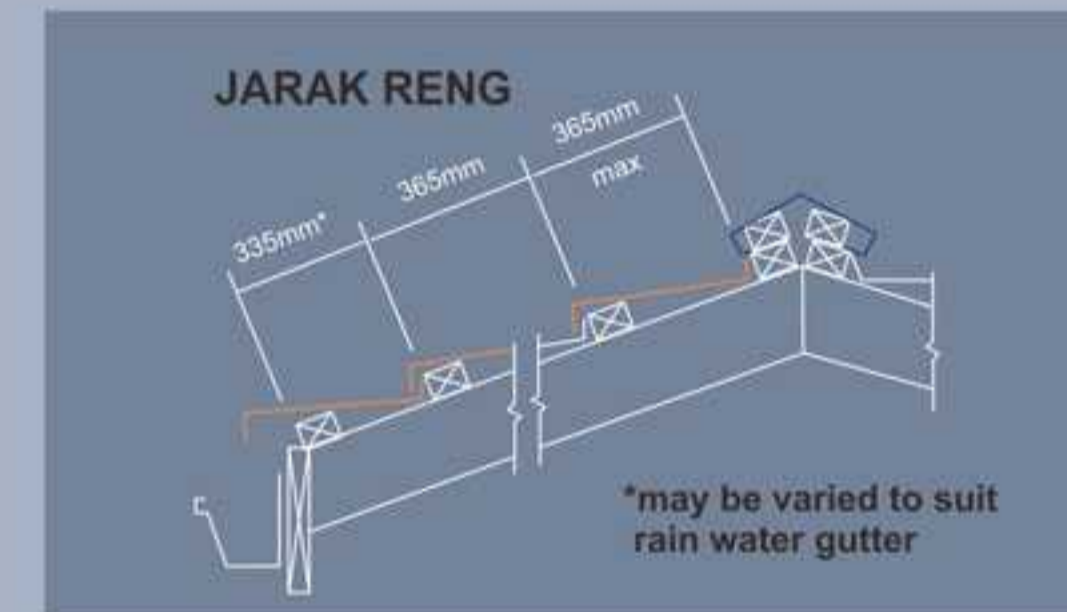 JARAK RENG
365mm
max
365mm
335mm*
*may be varied to suit
rain water gutter